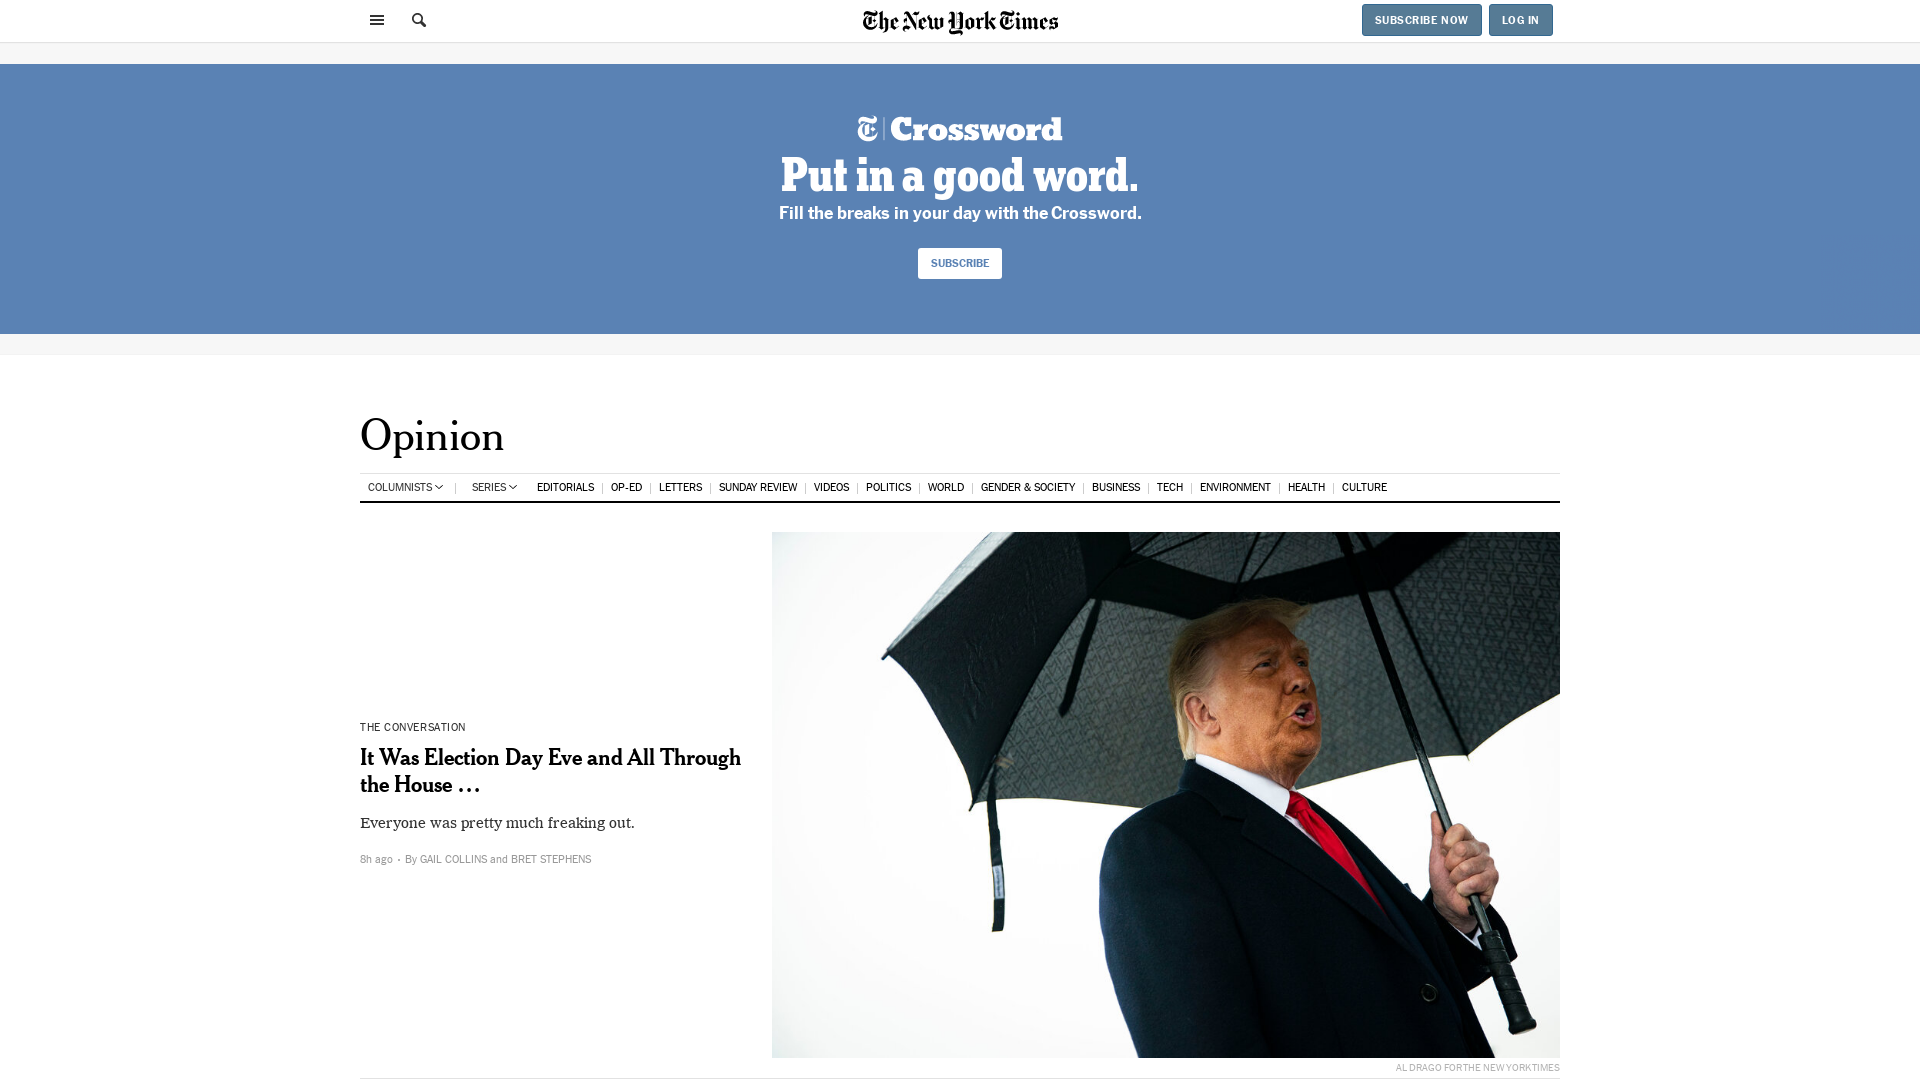 The New York Times
SUBSCRIBE NOW
LOG IN
T | Crossword
Put in a good word.
Fill the breaks in your day with the Crossword.
SUBSCRIBE
Opinion
COLUMNISTS | SERIES EDITORIALS | OP-ED | LETTERS | SUNDAY REVIEW | VIDEOS | POLITICS | WORLD | GENDER & SOCIETY | BUSINESS | TECH | ENVIRONMENT | HEALTH | CULTURE
THE CONVERSATION
It Was Election Day Eve and All Through
the House …
Everyone was pretty much freaking out.
8h ago · By GAIL COLLINS and BRET STEPHENS
AL DRAGO FOR THE NEW YORK TIMES